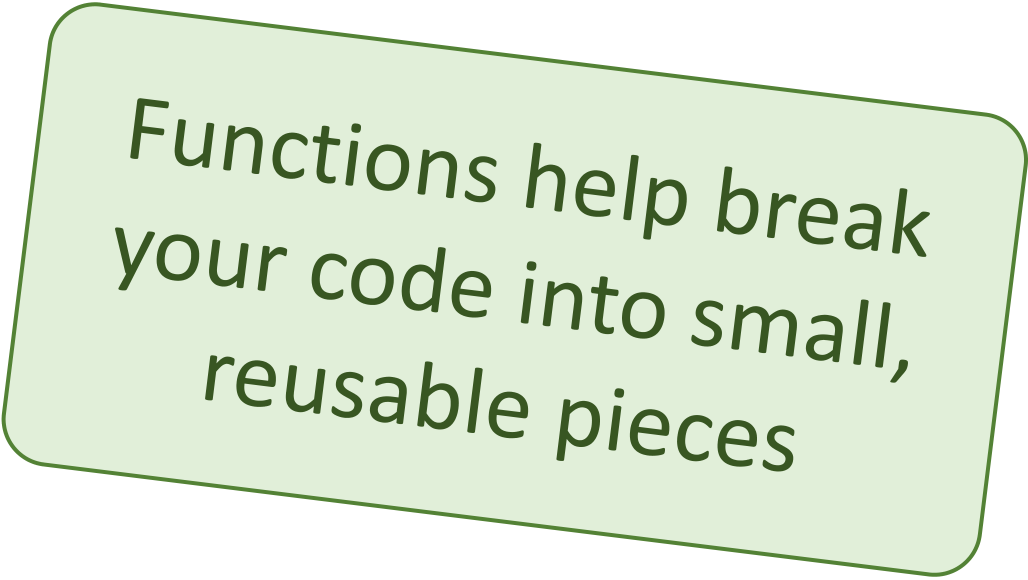 Functions help break
your code into small,
reusable pieces